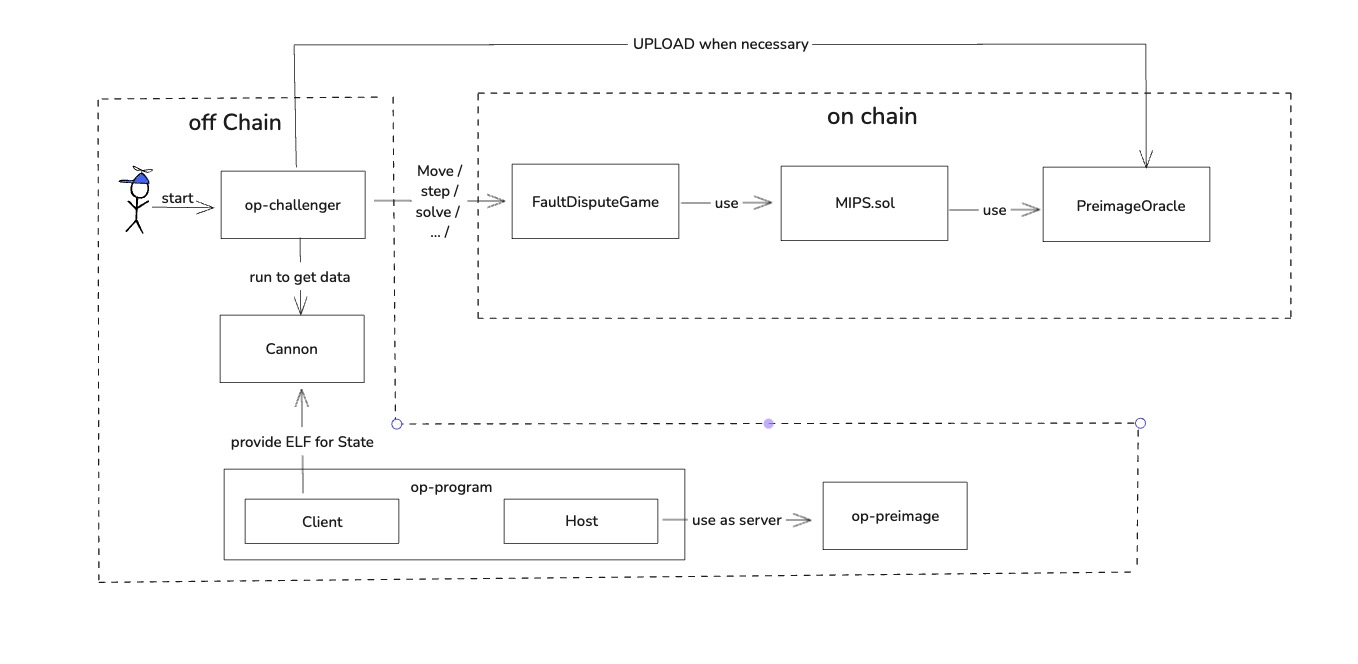 UPLOAD when necessary
off Chain
on chain
start
op-challenger
Move /
step /
solve /
... /
FaultDisputeGame
use
MIPS.sol
use
PreimageOracle
run to get data
Cannon
provide ELF for State
op-program
Client
Host
use as server
op-preimage